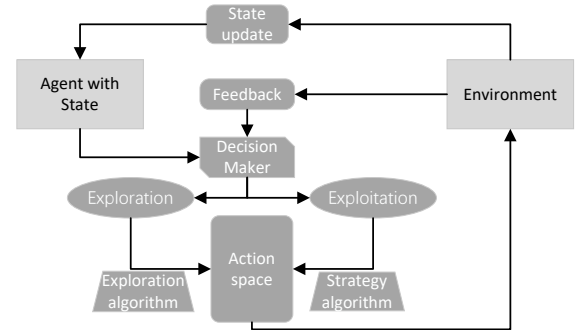 State
update
Agent with
State
Feedback
Environment
Decision
Maker
Exploration
Exploitation
Action
space
Exploration
algorithm
Strategy
algorithm